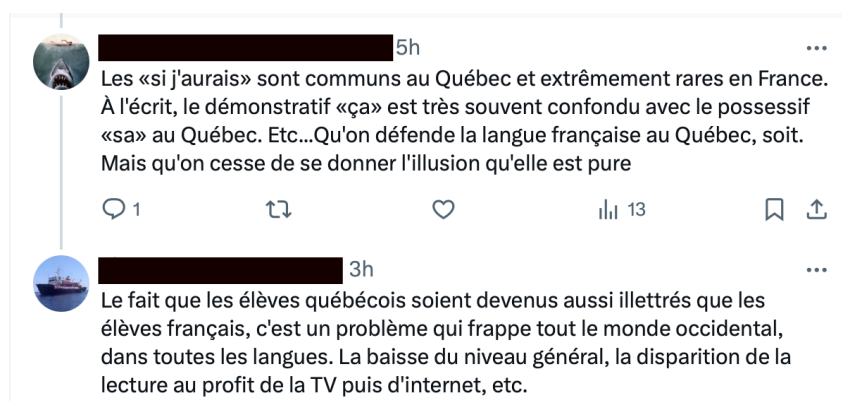 5h
Les «si j'aurais» sont communs au Québec et extrêmement rares en France.
À l'écrit, le démonstratif «ça» est très souvent confondu avec le possessif
«sa» au Québec. Etc...Qu'on défende la langue française au Québec, soit.
Mais qu'on cesse de se donner l'illusion qu'elle est pure
1 13
3h
Le fait que les élèves québécois soient devenus aussi illettrés que les
élèves français, c'est un problème qui frappe tout le monde occidental,
dans toutes les langues. La baisse du niveau général, la disparition de la
lecture au profit de la TV puis d'internet, etc.